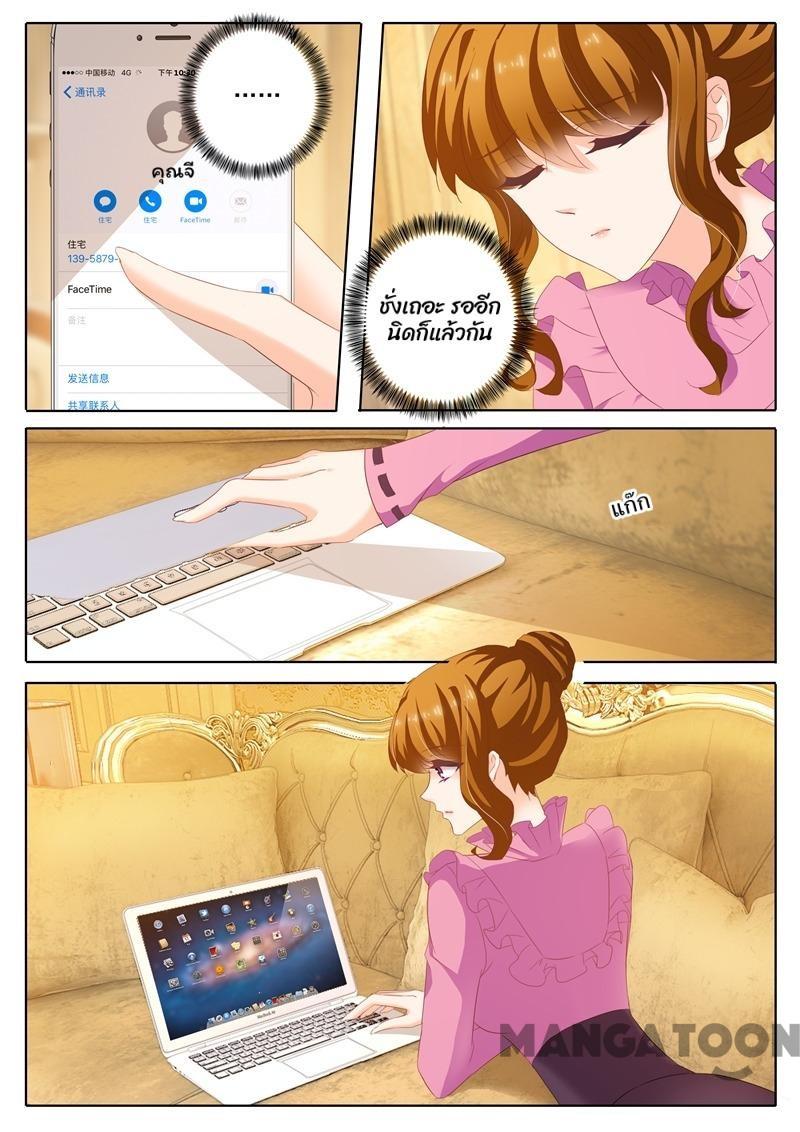 中国移动 4G 下午10:30
通讯录
……
คุณจี
住宅 住宅 FaceTime 邮件
住宅
139-5879-
FaceTime
备注
发送信息
共享联系人
ชั่งเถอะ รออีก
นิดก็แล้วกัน
แก๊ก
MacBook Air
MANGATOON